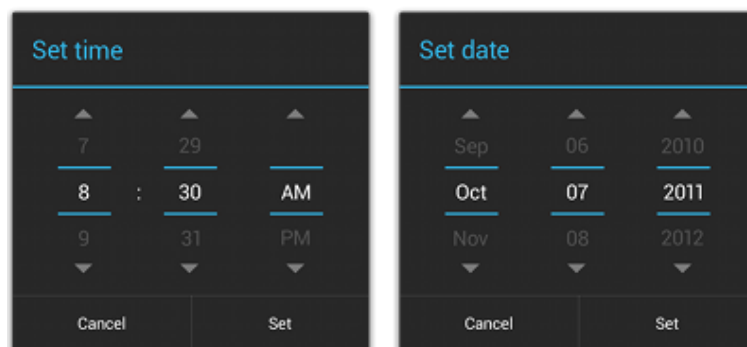 Set time
7 29
8 : 30 AM
9 31 PM
Cancel Set
Set date
Sep 06 2010
Oct 07 2011
Nov 08 2012
Cancel Set